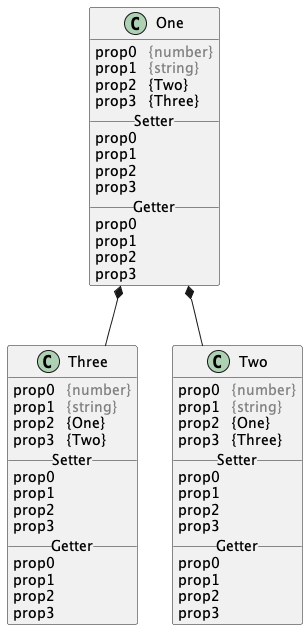 C One
prop0 {number}
prop1 {string}
prop2 {Two}
prop3 {Three}
Setter
prop0
prop1
prop2
prop3
Getter
prop0
prop1
prop2
prop3
C Three
prop0 {number}
prop1 {string}
prop2 {One}
prop3 {Two}
Setter
prop0
prop1
prop2
prop3
Getter
prop0
prop1
prop2
prop3
C Two
prop0 {number}
prop1 {string}
prop2 {One}
prop3 {Three}
Setter
prop0
prop1
prop2
prop3
Getter
prop0
prop1
prop2
prop3